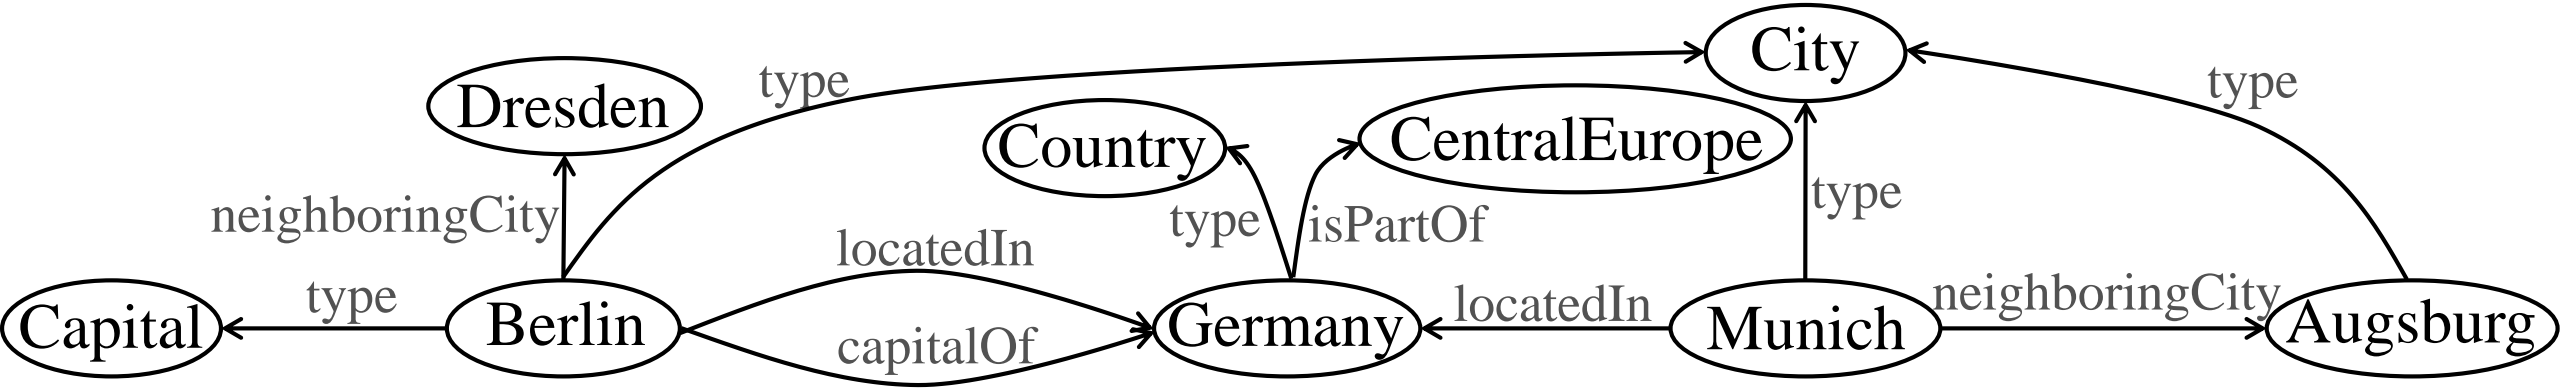 City
type
type
Dresden
Country
CentralEurope
type
neighboringCity
type
isPartOf
locatedIn
type
locatedIn
neighboringCity
Capital
Berlin
Germany
Munich
Augsburg
capitalOf